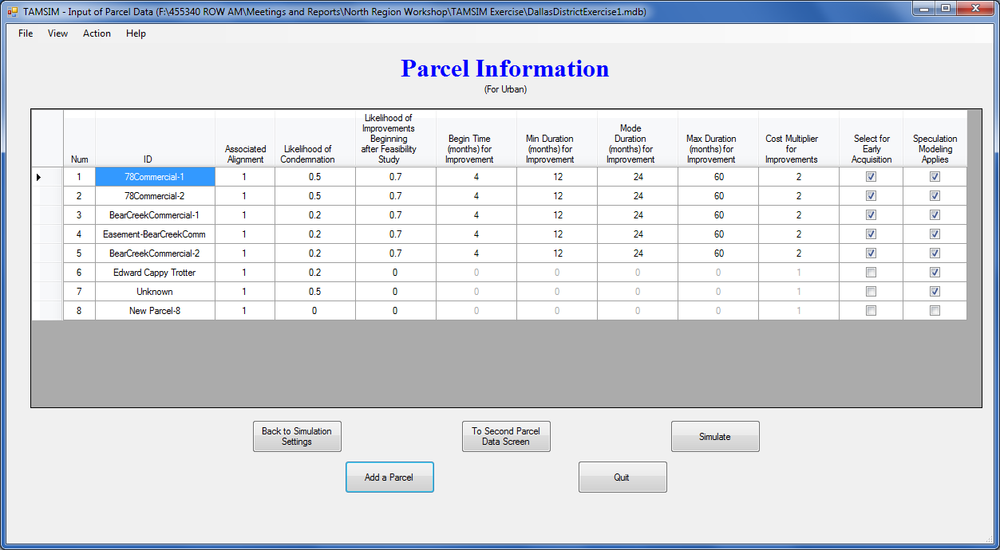 TAMSIM - Input of Parcel Data (F:\455340 ROW AM\Meetings and Reports\North Region Workshop\TAMSIM Exercise\DallasDistrictExercise1.mdb)
File View Action Help
Parcel Information
(For Urban)
Num ID Associated Alignment Likelihood of Condemnation Likelihood of Improvements Beginning after Feasibility Study Begin Time (months) for Improvement Min Duration (months) for Improvement Mode Duration (months) for Improvement Max Duration (months) for Improvement Cost Multiplier for Improvements Select for Early Acquisition Speculation Modeling Applies
1 78Commercial-1 1 0.5 0.7 4 12 24 60 2
2 78Commercial-2 1 0.5 0.7 4 12 24 60 2
3 BearCreekCommercial-1 1 0.2 0.7 4 12 24 60 2
4 Easement-BearCreekComm 1 0.2 0.7 4 12 24 60 2
5 BearCreekCommercial-2 1 0.2 0.7 4 12 24 60 2
6 Edward Cappy Trotter 1 0.2 0 0 0 0 0 1
7 Unknown 1 0.5 0 0 0 0 0 1
8 New Parcel-8 1 0 0 0 0 0 0 1
Back to Simulation
Settings
To Second Parcel
Data Screen
Simulate
Add a Parcel
Quit